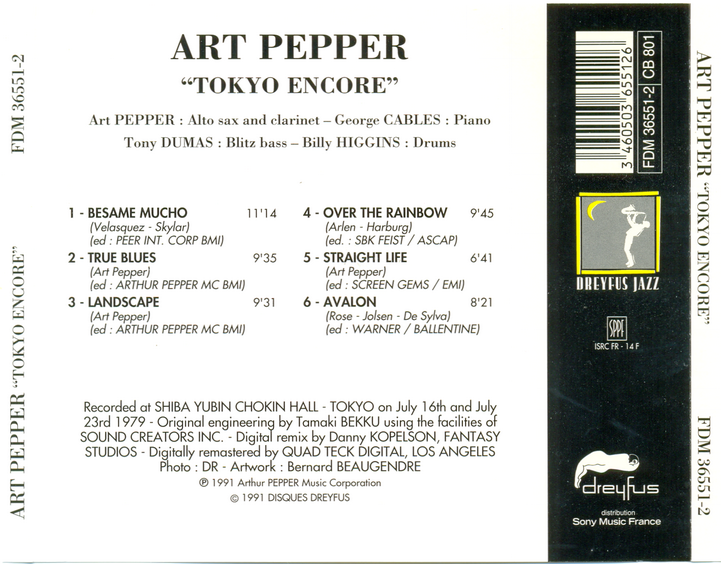 FDM 36551-2
ART PEPPER “TOKYO ENCORE”
ART PEPPER
“TOKYO ENCORE”
Art PEPPER : Alto sax and clarinet – George CABLES : Piano
Tony DUMAS : Blitz bass – Billy HIGGINS : Drums
1 - BESAME MUCHO 11'14
(Velasquez - Skylar)
(ed : PEER INT. CORP BMI)
2 - TRUE BLUES 9'35
(Art Pepper)
(ed : ARTHUR PEPPER MC BMI)
3 - LANDSCAPE 9'31
(Art Pepper)
(ed : ARTHUR PEPPER MC BMI)
4 - OVER THE RAINBOW 9'45
(Arlen - Harburg)
(ed. : SBK FEIST / ASCAP)
5 - STRAIGHT LIFE 6'41
(Art Pepper)
(ed : SCREEN GEMS / EMI)
6 - AVALON 8'21
(Rose - Jolsen - De Sylva)
(ed : WARNER / BALLENTINE)
Recorded at SHIBA YUBIN CHOKIN HALL - TOKYO on July 16th and July
23rd 1979 - Original engineering by Tamaki BEKKU using the facilities of
SOUND CREATORS INC. - Digital remix by Danny KOPELSON, FANTASY
STUDIOS - Digitally remastered by QUAD TECK DIGITAL, LOS ANGELES
Photo : DR - Artwork : Bernard BEAUGENDRE
℗ 1991 Arthur PEPPER Music Corporation
© 1991 DISQUES DREYFUS
3 460503 655126
FDM 36551-2 CB 801
DREYFUS JAZZ
SPPF
ISRC FR - 14 F
dreyfus
distribution
Sony Music France
ART PEPPER “TOKYO ENCORE”
FDM 36551-2